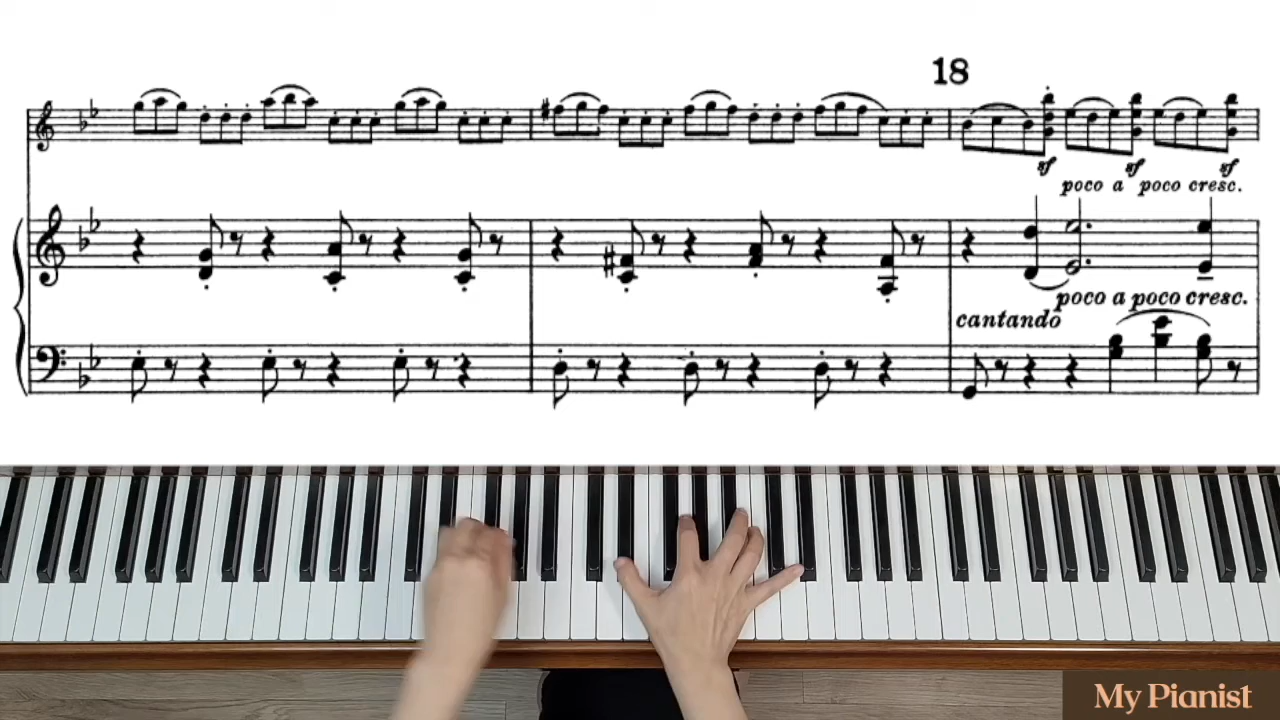 18
sf sf sf
poco a poco cresc.
poco a poco cresc.
cantando
My Pianist